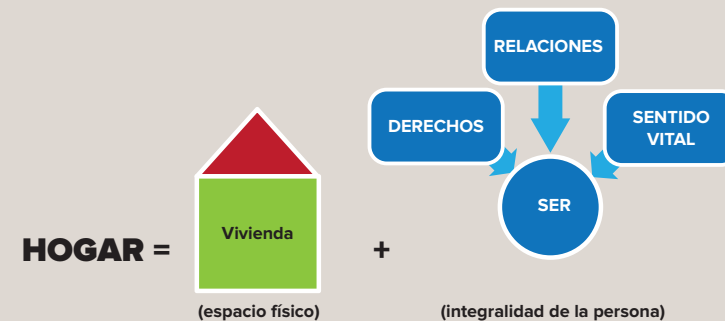 RELACIONES
DERECHOS
SENTIDO
VITAL
SER
HOGAR =
Vivienda
+
(espacio físico)
(integralidad de la persona)